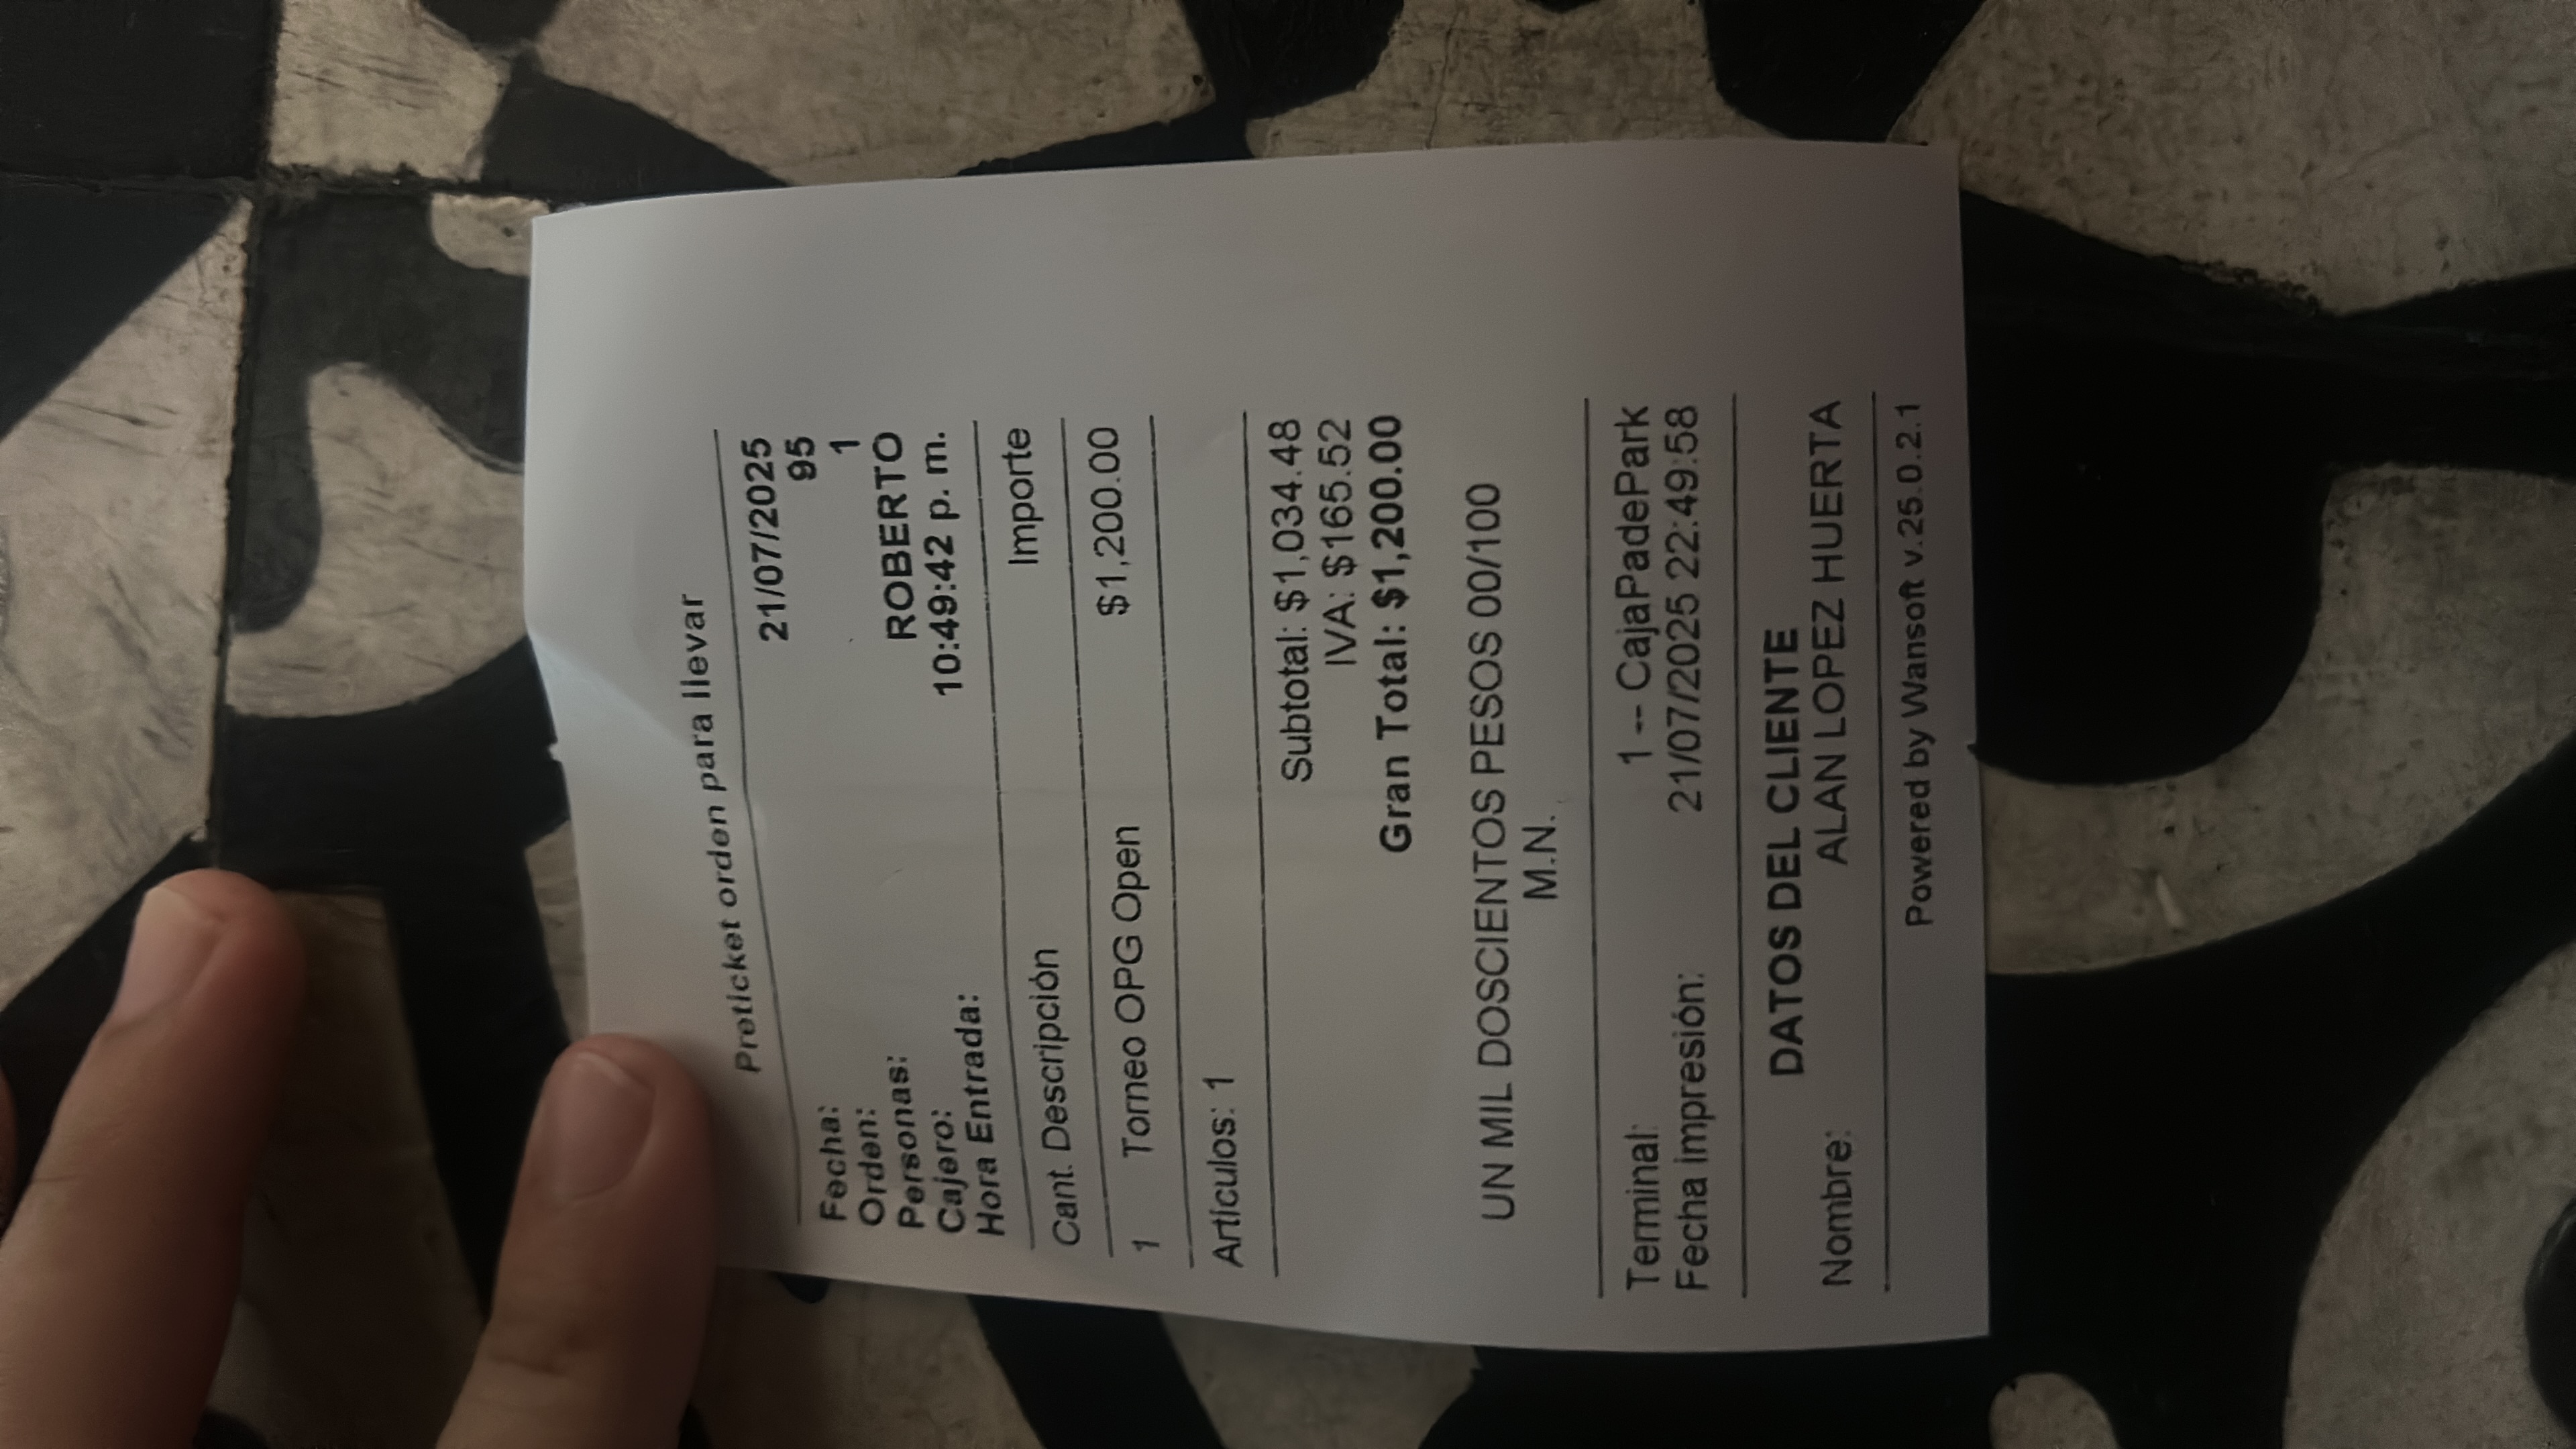 Preticket orden para llevar
Fecha: 21/07/2025
Orden: 95
Personas: 1
Cajero: ROBERTO
Hora Entrada: 10:49:42 p. m.
Cant. Descripción Importe
1 Torneo OPG Open $1,200.00
Artículos: 1
Subtotal: $1,034.48
IVA: $165.52
Gran Total: $1,200.00
UN MIL DOSCIENTOS PESOS 00/100
M.N.
Terminal: 1 -- CajaPadePark
Fecha impresión: 21/07/2025 22:49:58
DATOS DEL CLIENTE
Nombre: ALAN LOPEZ HUERTA
Powered by Wansoft v.25.0.2.1